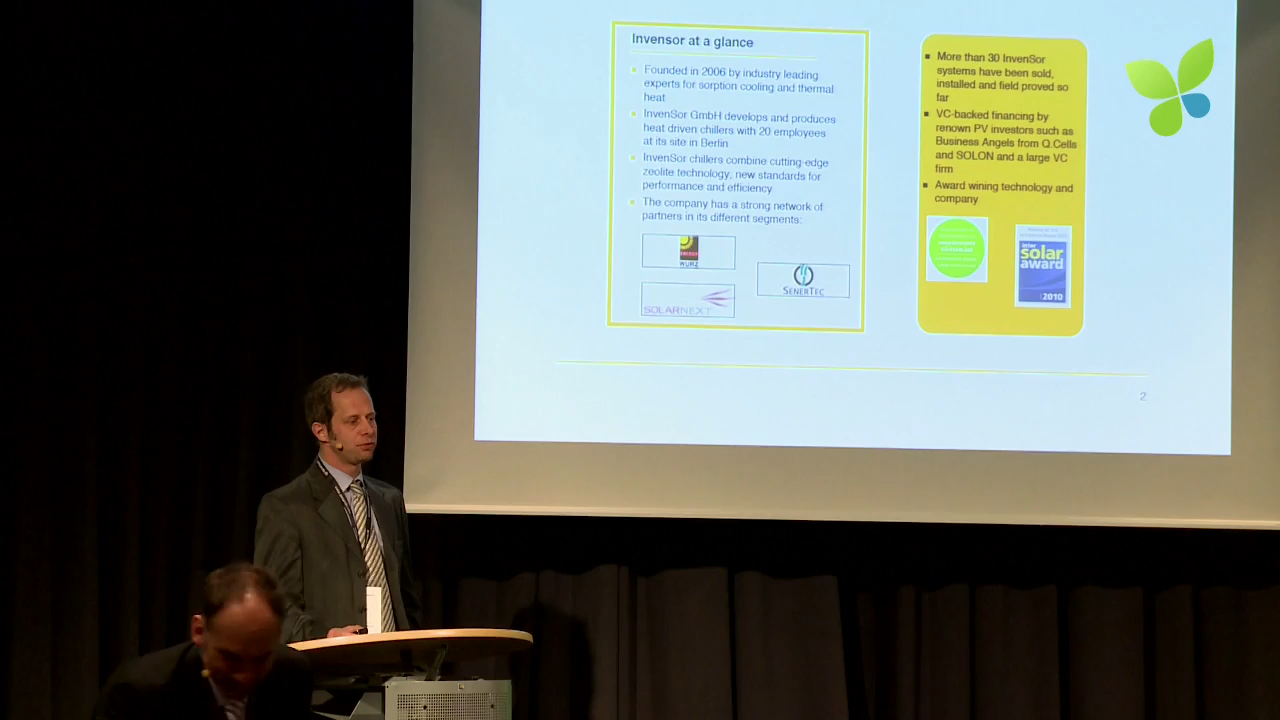 Invensor at a glance
Founded in 2006 by industry leading
experts for sorption cooling and thermal
heat
InvenSor GmbH develops and produces
heat driven chillers with 20 employees
at its site in Berlin
InvenSor chillers combine cutting-edge
zeolite technology, new standards for
performance and efficiency
The company has a strong network of
partners in its different segments:
WURZ
SENERTEC
SOLARNEXT
More than 30 InvenSor
systems have been sold,
installed and field proved so
far
VC-backed financing by
renown PV investors such as
Business Angels from Q.Cells
and SOLON and a large VC
firm
Award wining technology and
company
inter
solar
award
2010
2